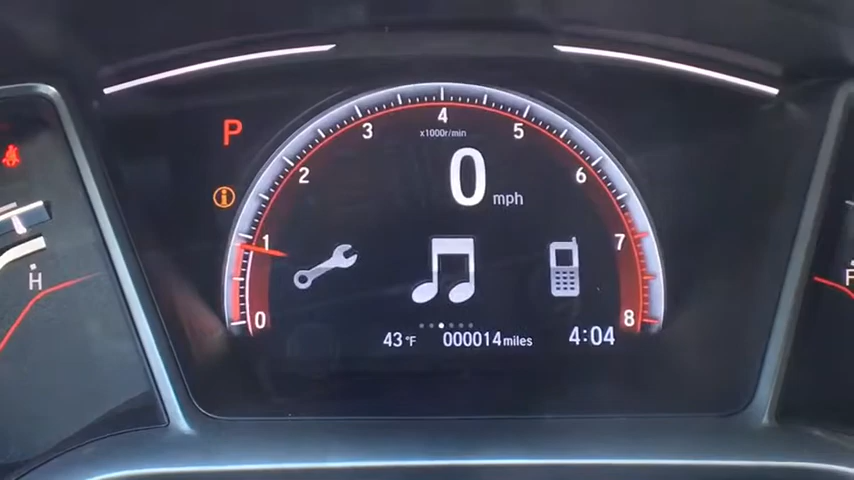 P
4
x1000r/min
3
5
0 mph
2
6
i
1
7
H
F
0
8
43°F
000014 miles
4:04